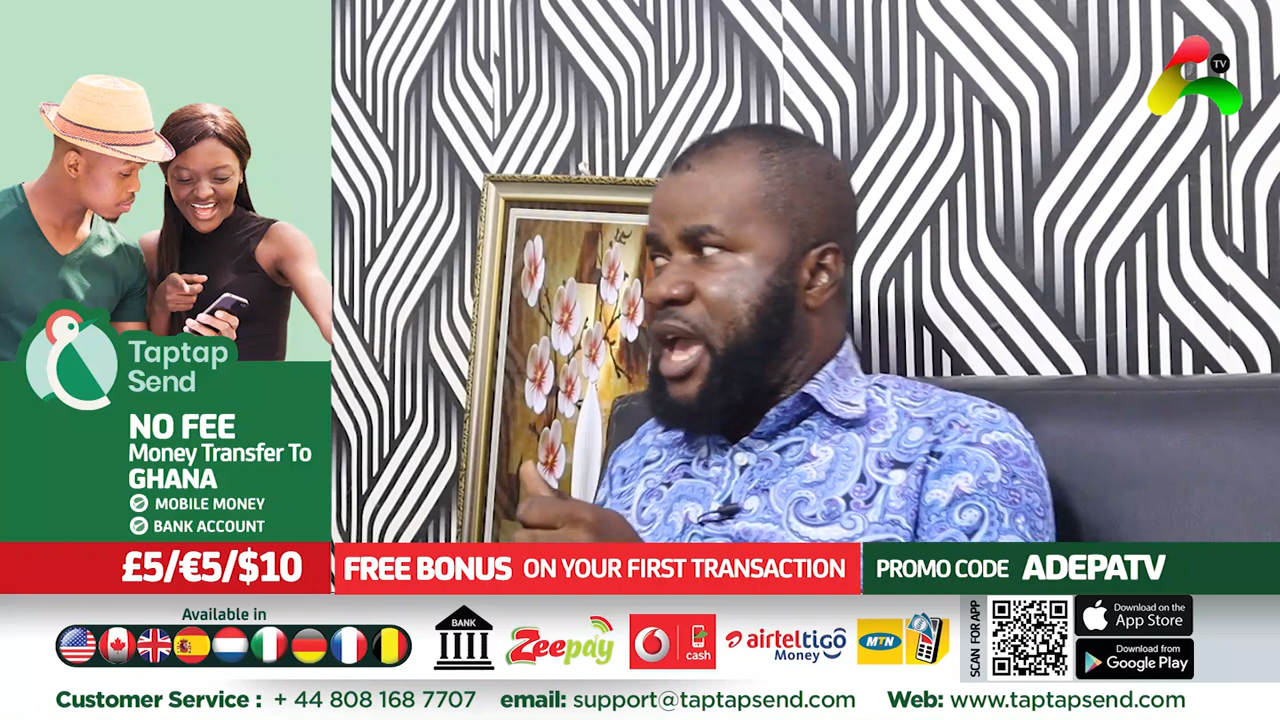 TV
Taptap
Send
NO FEE
Money Transfer To
GHANA
MOBILE MONEY
BANK ACCOUNT
£5/€5/$10
FREE BONUS ON YOUR FIRST TRANSACTION
PROMO CODE ADEPATV
Available in
BANK
Zeepay
cash
airteltigo
Money
MTN
SCAN FOR APP
Download on the
App Store
Download from
Google Play
Customer Service : + 44 808 168 7707 email: support@taptapsend.com Web: www.taptapsend.com